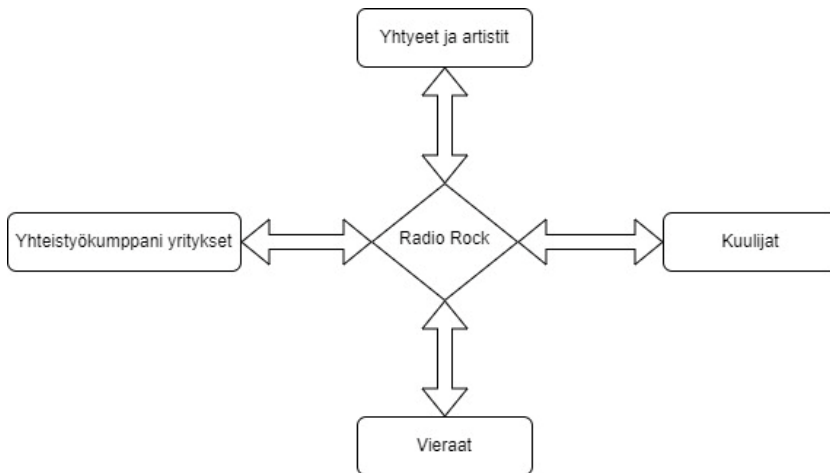 Yhtyeet ja artistit
Yhteistyökumppani yritykset
Radio Rock
Kuulijat
Vieraat